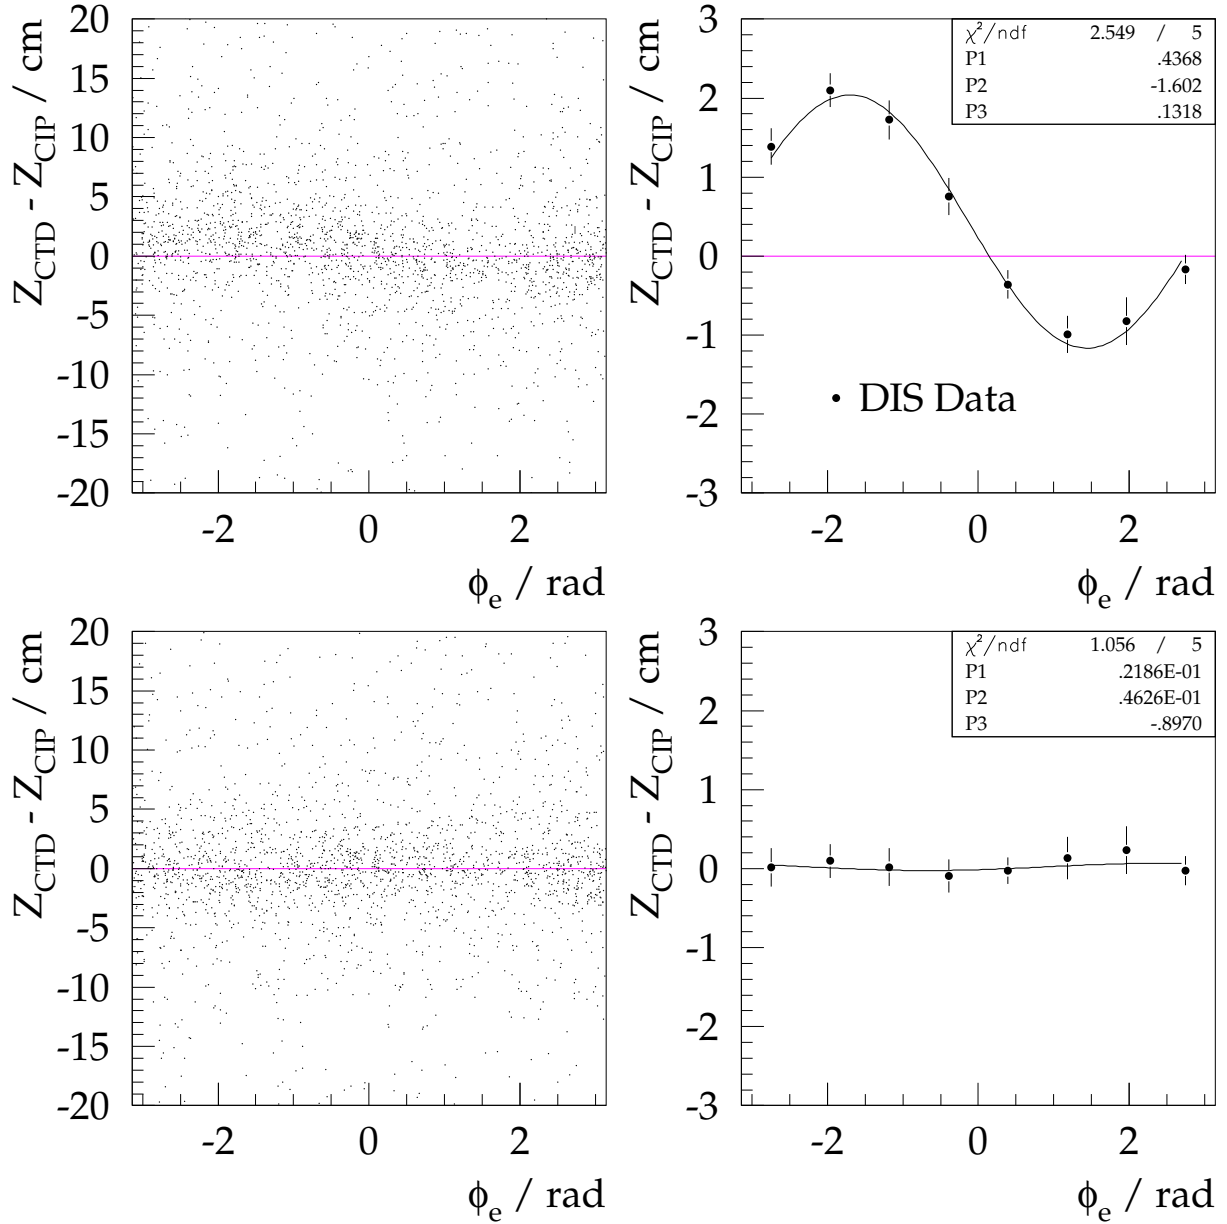 Z_CTD - Z_CIP / cm
20
15
10
5
0
-5
-10
-15
-20
-2
0
2
ϕ_e / rad
Z_CTD - Z_CIP / cm
3
2
1
0
-1
-2
-3
χ²/ndf 2.549 / 5
P1 .4368
P2 -1.602
P3 .1318
DIS Data
-2
0
2
ϕ_e / rad
Z_CTD - Z_CIP / cm
20
15
10
5
0
-5
-10
-15
-20
-2
0
2
ϕ_e / rad
Z_CTD - Z_CIP / cm
3
2
1
0
-1
-2
-3
χ²/ndf 1.056 / 5
P1 .2186E-01
P2 .4626E-01
P3 -.8970
-2
0
2
ϕ_e / rad